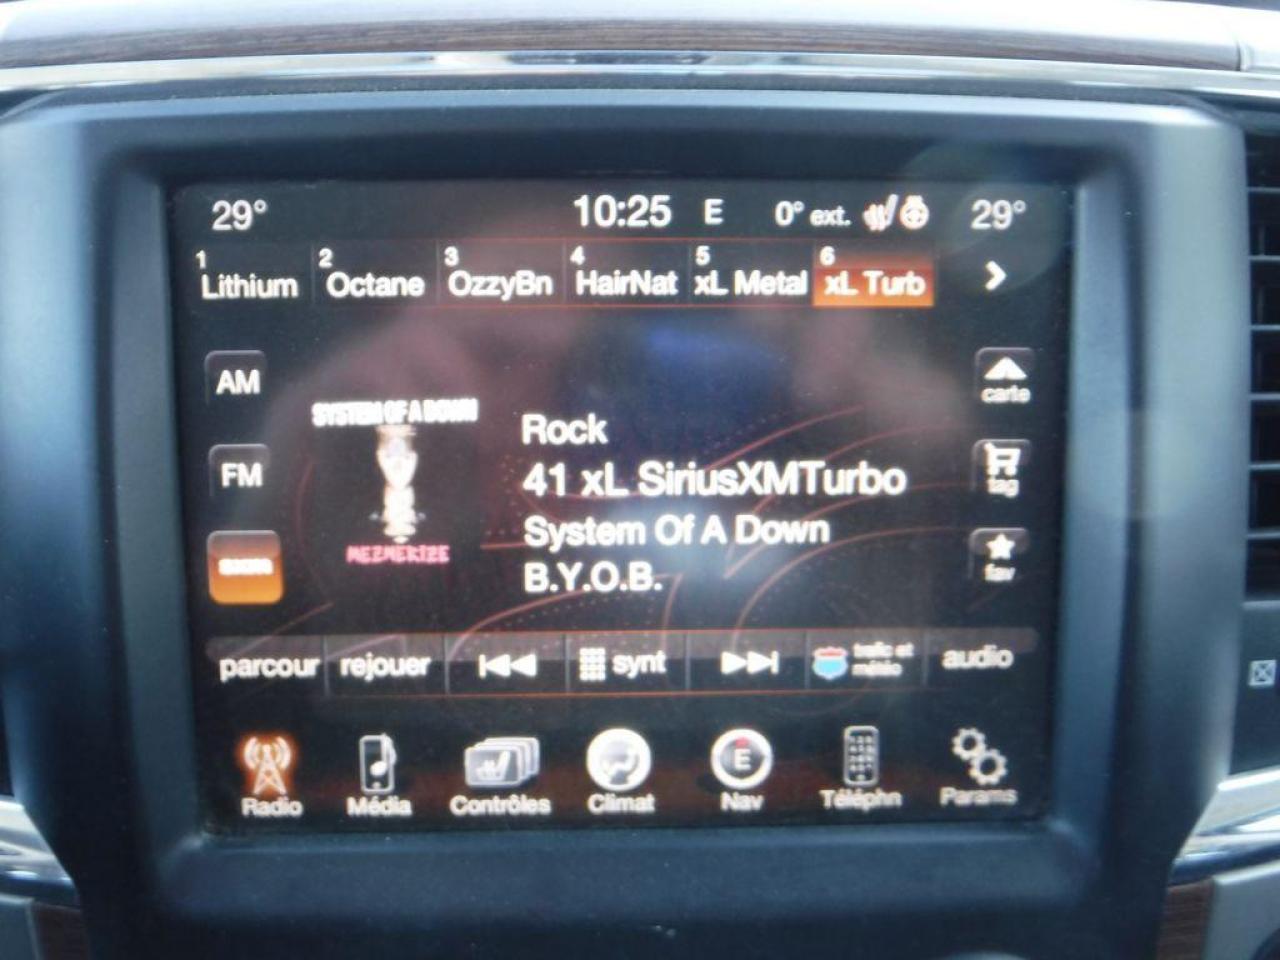 29° 10:25 E 0° ext. 29°
1 2 3 4 5 6
Lithium Octane OzzyBn HairNat xL Metal xL Turb
AM
FM
SYSTEM OF A DOWN
MEZMERIZE
Rock
41 xL SiriusXMTurbo
System Of A Down
B.Y.O.B.
carte
tag
fav
parcour rejouer synt trafic et météo audio
Radio Média Contrôles Climat E Nav Téléphn Params